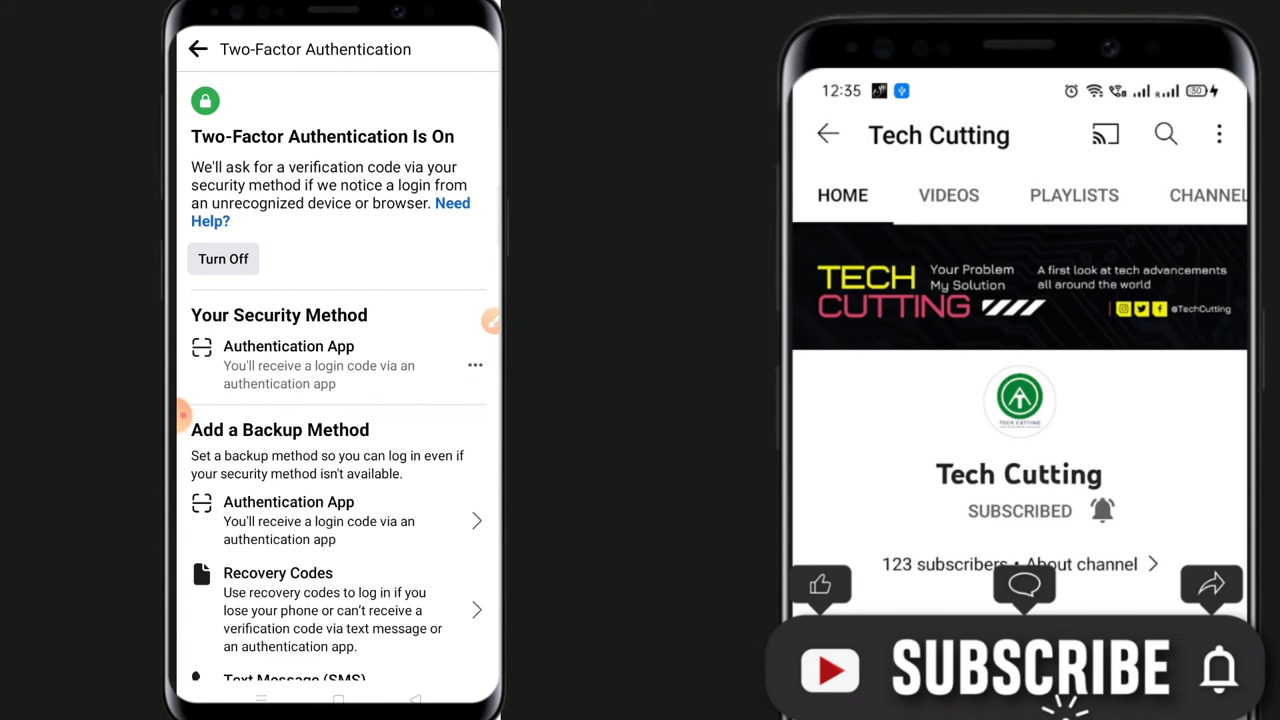 Two-Factor Authentication
Two-Factor Authentication Is On
We'll ask for a verification code via your
security method if we notice a login from
an unrecognized device or browser. Need
Help?
Turn Off
Your Security Method
Authentication App
You'll receive a login code via an
authentication app
Add a Backup Method
Set a backup method so you can log in even if
your security method isn't available.
Authentication App
You'll receive a login code via an
authentication app
Recovery Codes
Use recovery codes to log in if you
lose your phone or can't receive a
verification code via text message or
an authentication app.
Text Message (SMS)
12:35
30
Tech Cutting
HOME VIDEOS PLAYLISTS CHANNEL
TECH
CUTTING
Your Problem
My Solution
A first look at tech advancements
all around the world
@TechCutting
TECH CUTTING
Tech Cutting
SUBSCRIBED
123 subscribers • About channel
SUBSCRIBE